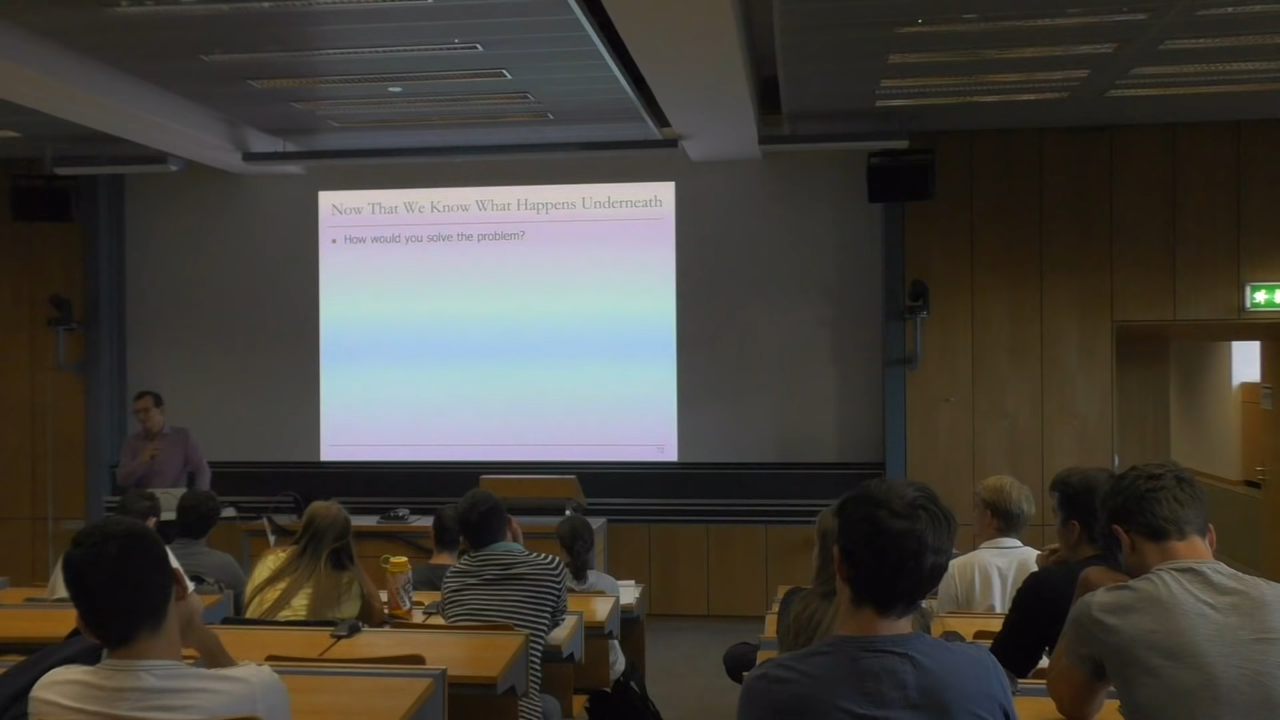 Now That We Know What Happens Underneath
How would you solve the problem?